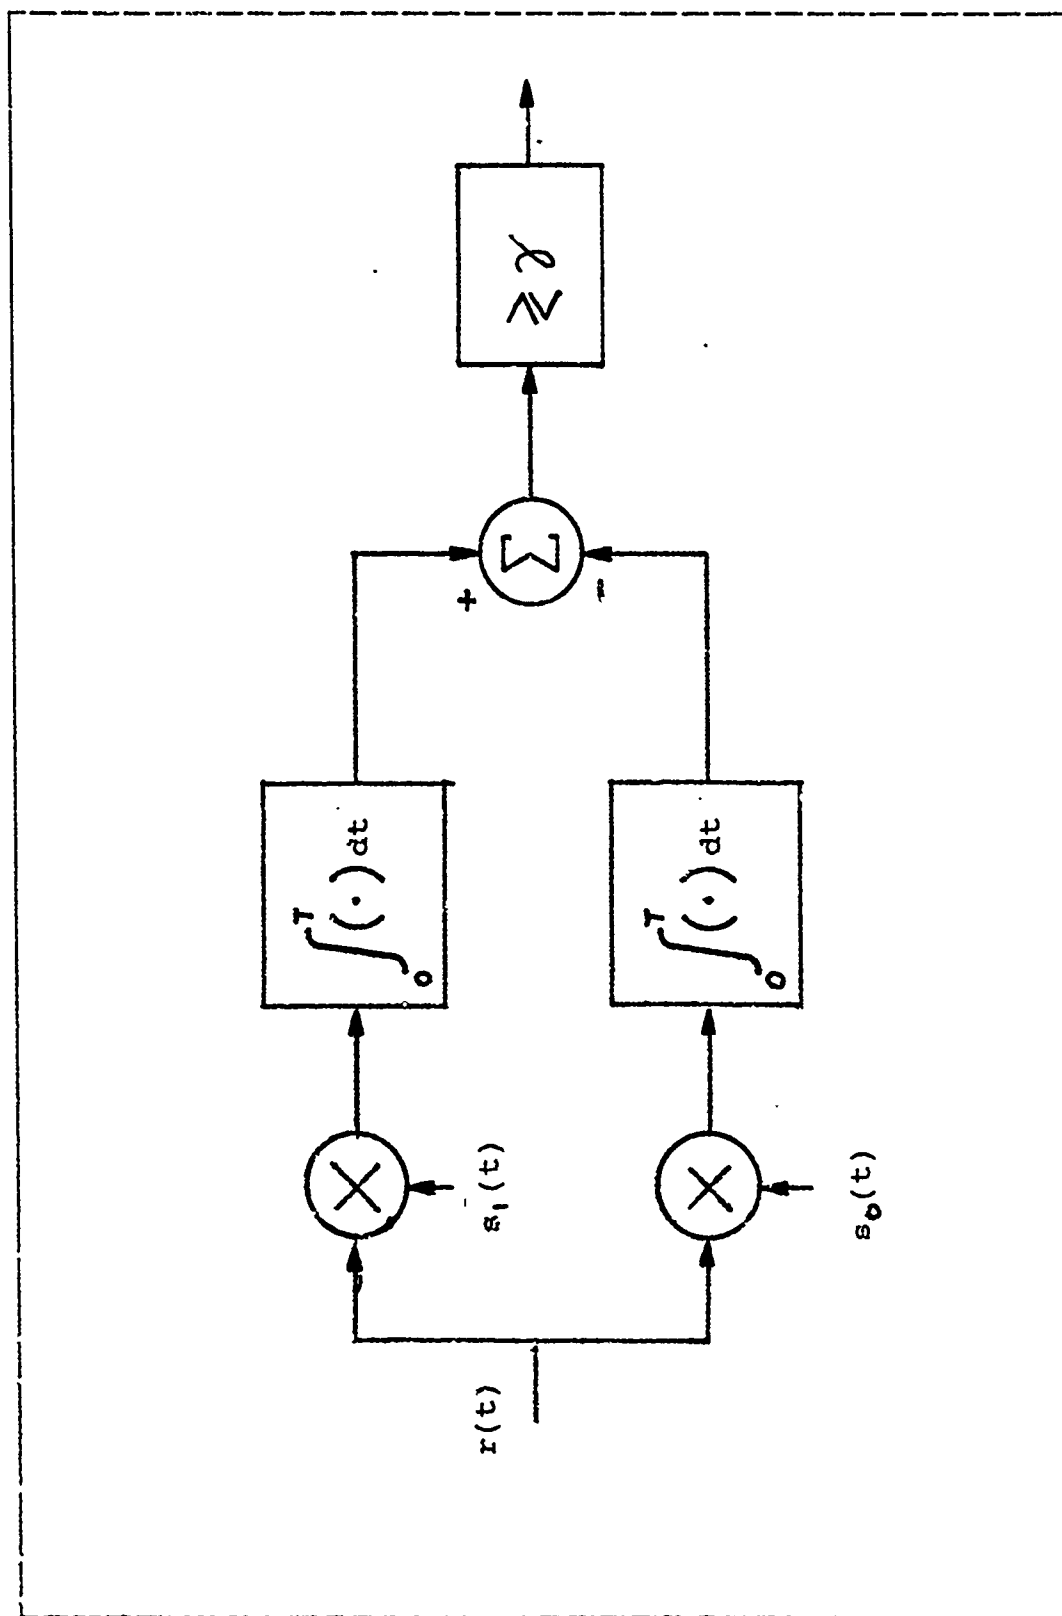 r(t)
s₁(t)
∫₀ᵀ(·)dt
+
Σ
≷ γ
s₀(t)
∫₀ᵀ(·)dt
-